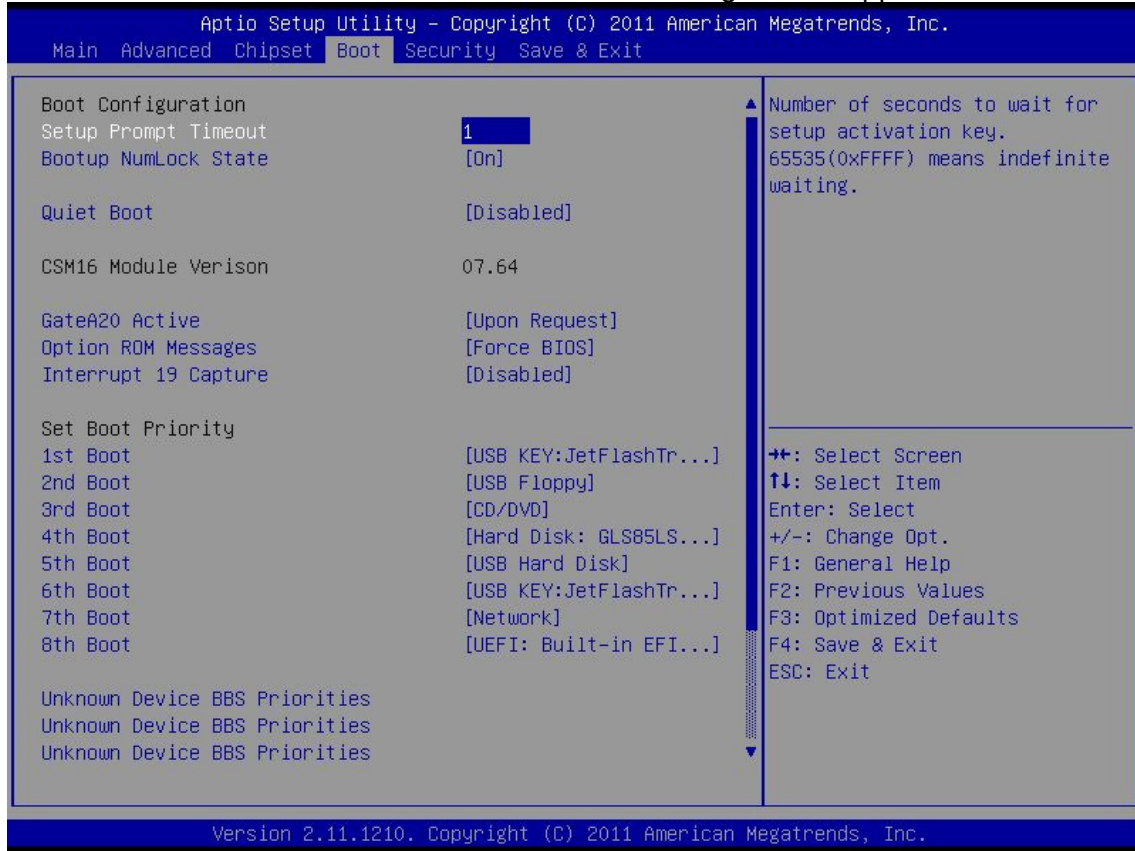 Aptio Setup Utility – Copyright (C) 2011 American Megatrends, Inc.
Main Advanced Chipset Boot Security Save & Exit
Boot Configuration
Setup Prompt Timeout 1
Bootup NumLock State [On]
Quiet Boot [Disabled]
CSM16 Module Verison 07.64
GateA20 Active [Upon Request]
Option ROM Messages [Force BIOS]
Interrupt 19 Capture [Disabled]
Set Boot Priority
1st Boot [USB KEY:JetFlashTr...]
2nd Boot [USB Floppy]
3rd Boot [CD/DVD]
4th Boot [Hard Disk: GLS85LS...]
5th Boot [USB Hard Disk]
6th Boot [USB KEY:JetFlashTr...]
7th Boot [Network]
8th Boot [UEFI: Built-in EFI...]
Unknown Device BBS Priorities
Unknown Device BBS Priorities
Unknown Device BBS Priorities
Number of seconds to wait for
setup activation key.
65535(0xFFFF) means indefinite
waiting.
→←: Select Screen
↑↓: Select Item
Enter: Select
+/-: Change Opt.
F1: General Help
F2: Previous Values
F3: Optimized Defaults
F4: Save & Exit
ESC: Exit
Version 2.11.1210. Copyright (C) 2011 American Megatrends, Inc.